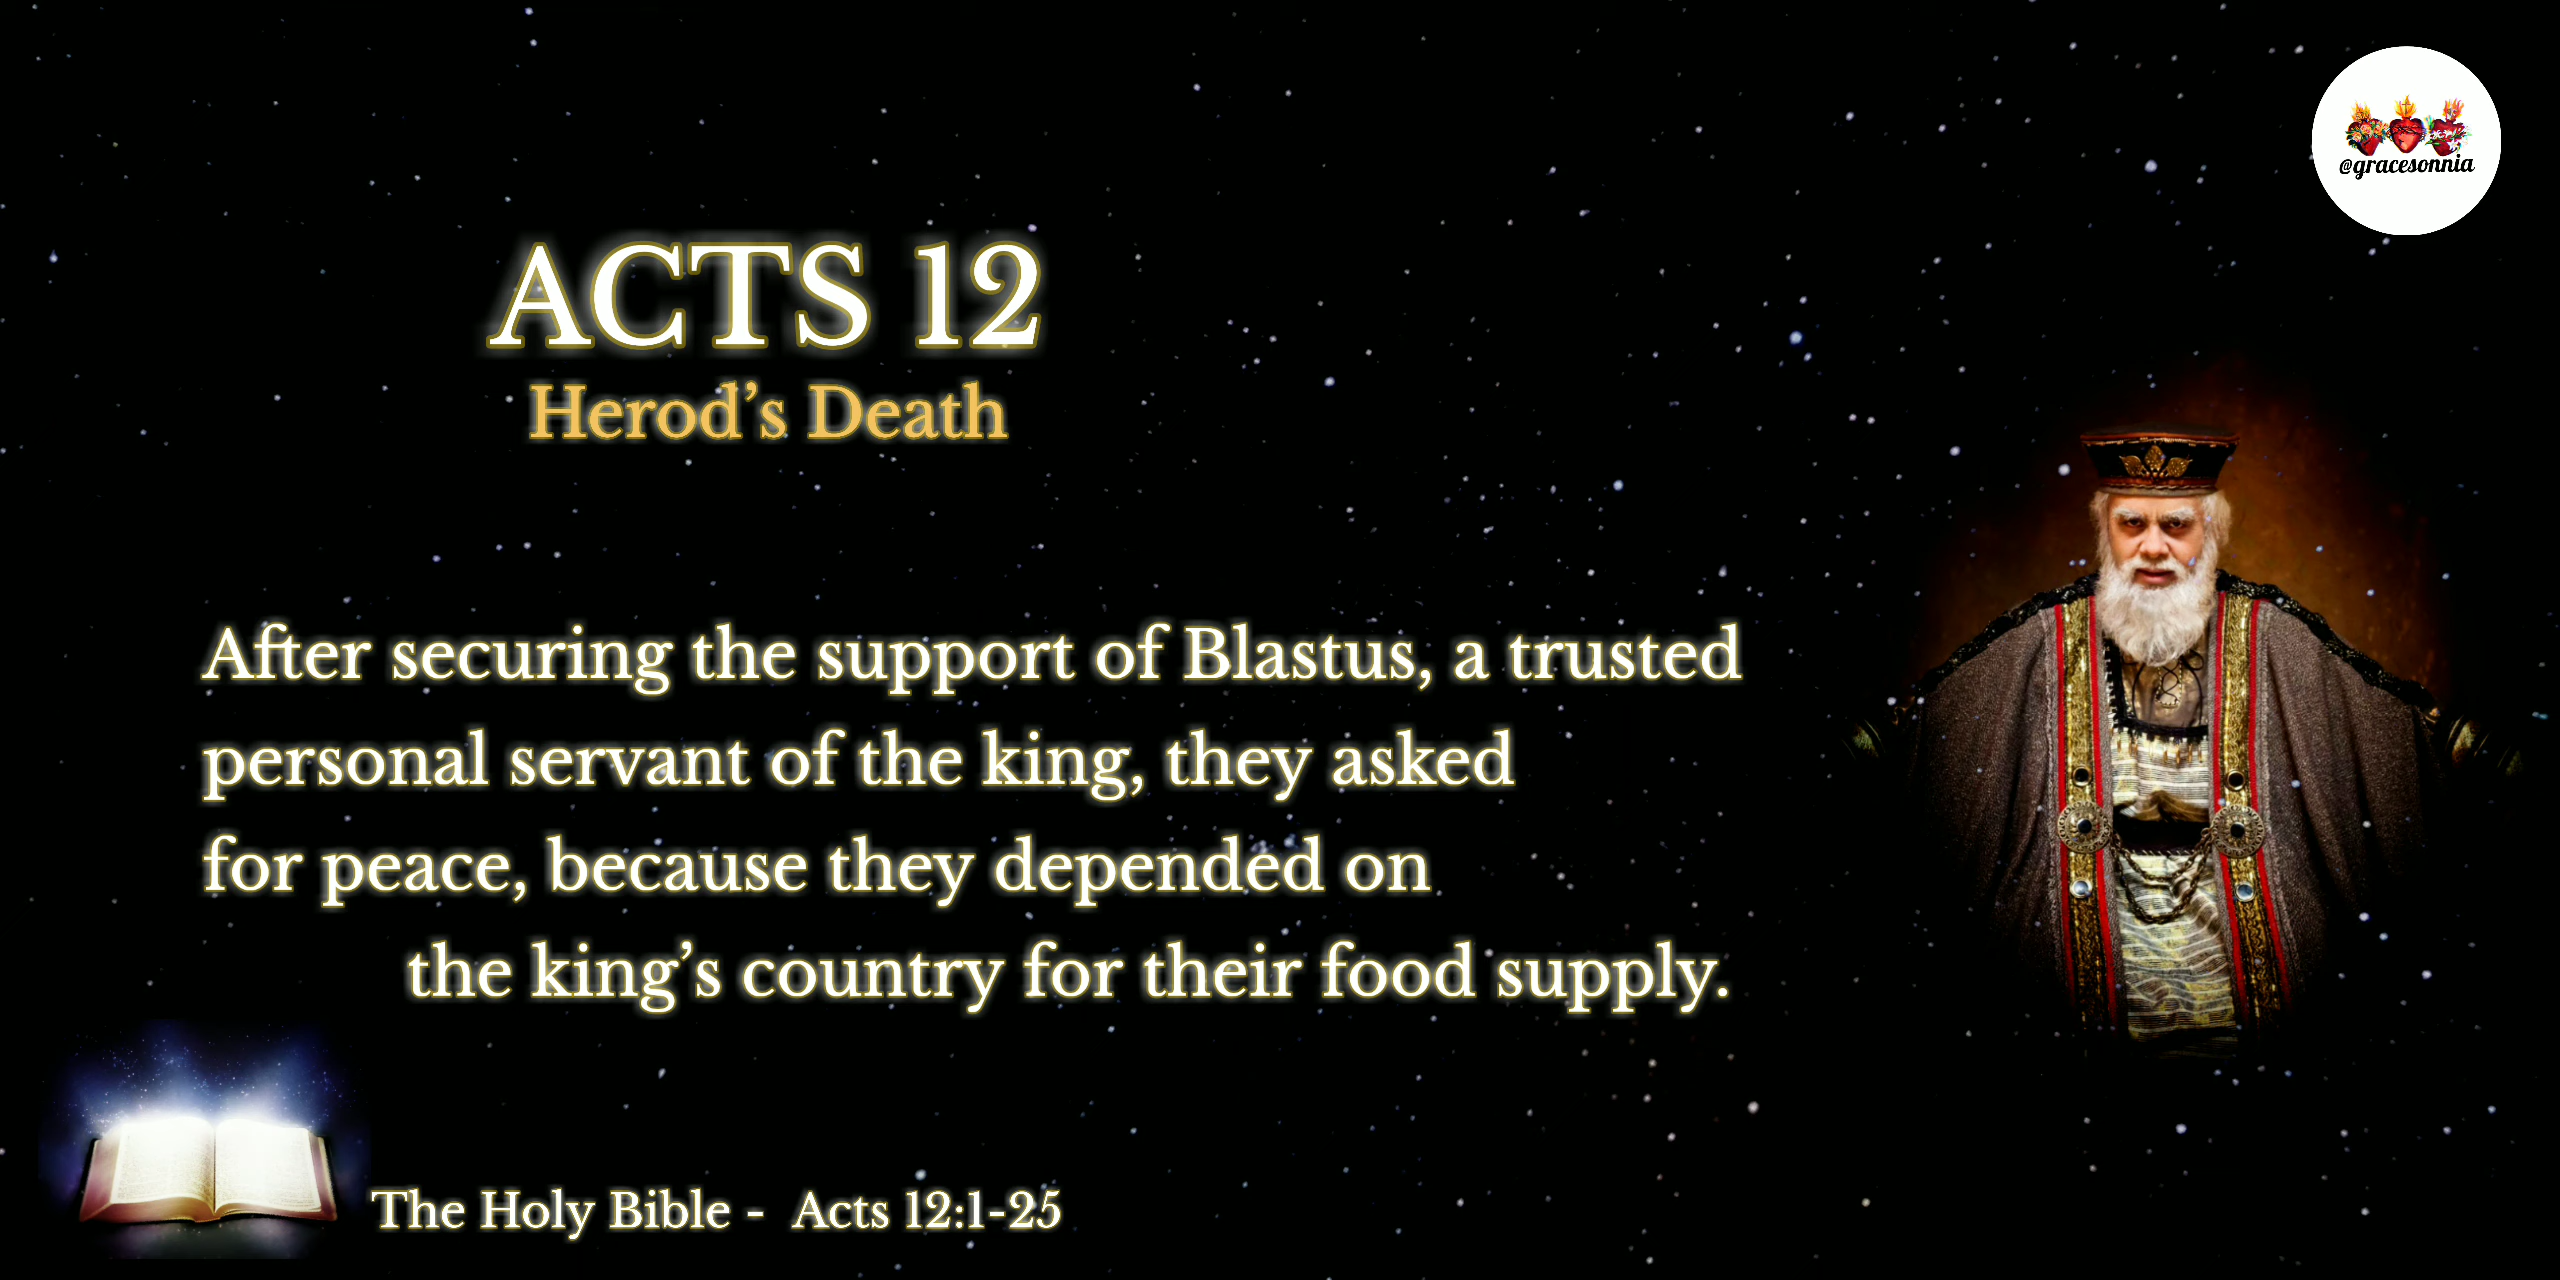 @gracesonnia
ACTS 12
Herod’s Death
After securing the support of Blastus, a trusted
personal servant of the king, they asked
for peace, because they depended on
the king’s country for their food supply.
The Holy Bible -  Acts 12:1-25